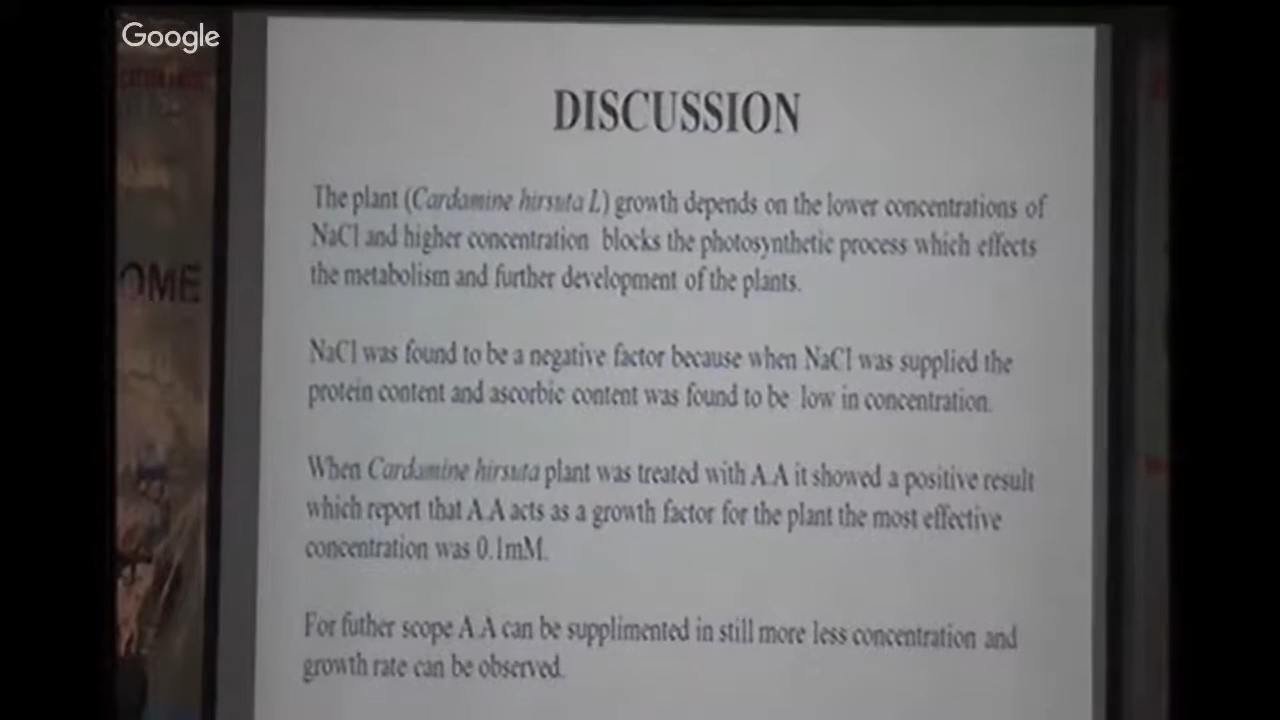 Google
OME
DISCUSSION
The plant (Cardamine hirsuta L) growth depends on the lower concentrations of
NaCl and higher concentration blocks the photosynthetic process which effects
the metabolism and further development of the plants.
NaCl was found to be a negative factor because when NaCl was supplied the
protein content and ascorbic content was found to be low in concentration.
When Cardamine hirsuta plant was treated with A.A it showed a positive result
which report that A.A acts as a growth factor for the plant the most effective
concentration was 0.1mM.
For futher scope A.A can be supplimented in still more less concentration and
growth rate can be observed.